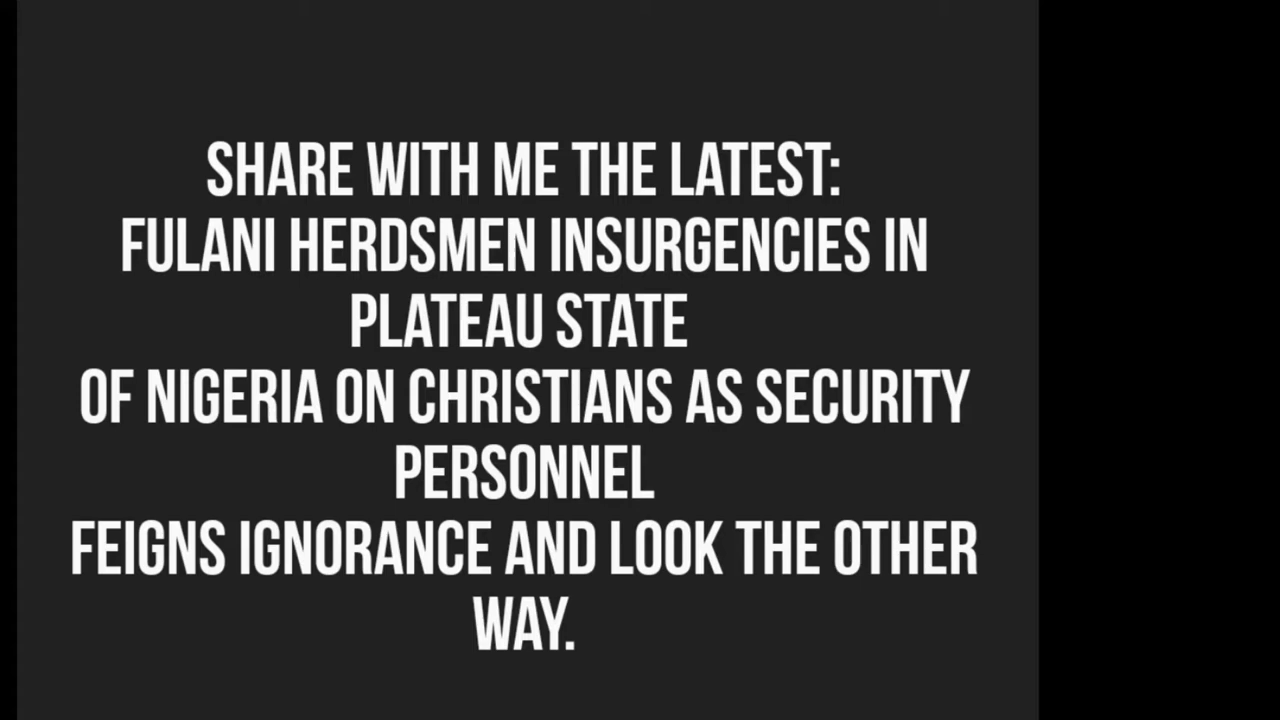 SHARE WITH ME THE LATEST:
FULANI HERDSMEN INSURGENCIES IN
PLATEAU STATE
OF NIGERIA ON CHRISTIANS AS SECURITY
PERSONNEL
FEIGNS IGNORANCE AND LOOK THE OTHER
WAY.